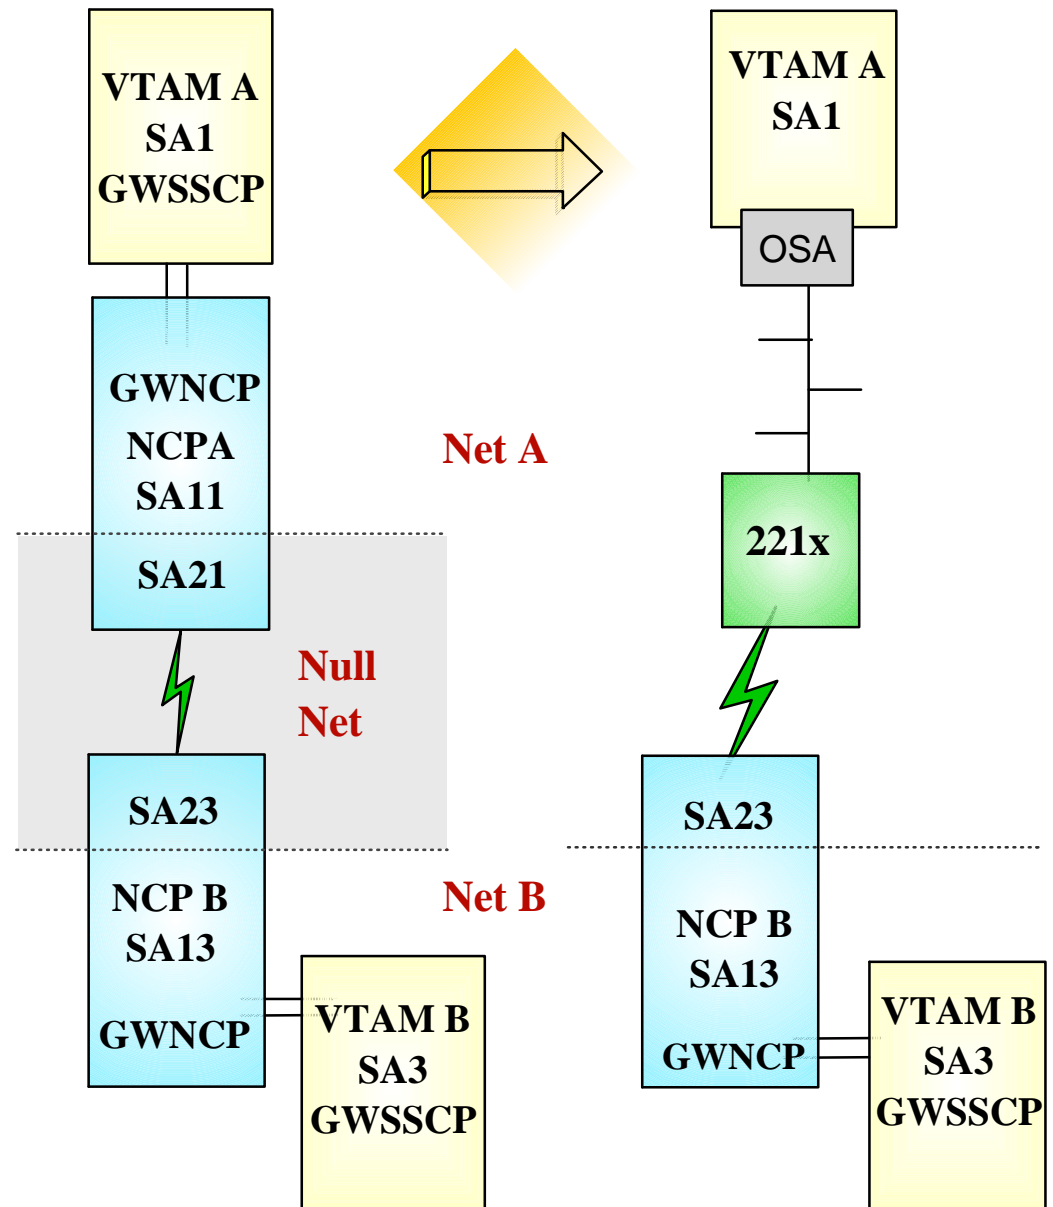 VTAM A
SA1
GWSSCP
GWNCP
NCPA
SA11
SA21
Net A
Null
Net
SA23
NCP B
SA13
GWNCP
Net B
VTAM B
SA3
GWSSCP
VTAM A
SA1
OSA
221x
SA23
NCP B
SA13
GWNCP
VTAM B
SA3
GWSSCP